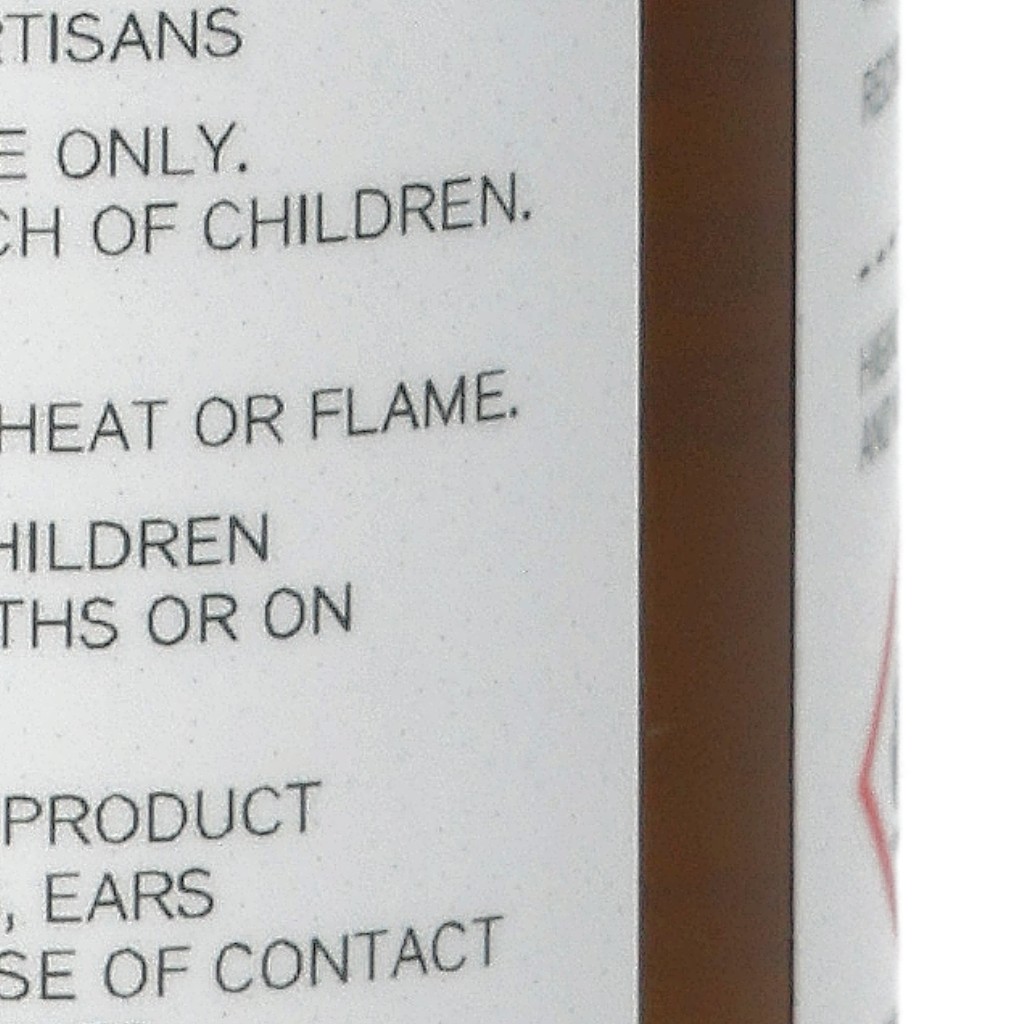 RTISANS
E ONLY.
CH OF CHILDREN.
HEAT OR FLAME.
HILDREN
THS OR ON
PRODUCT
, EARS
SE OF CONTACT